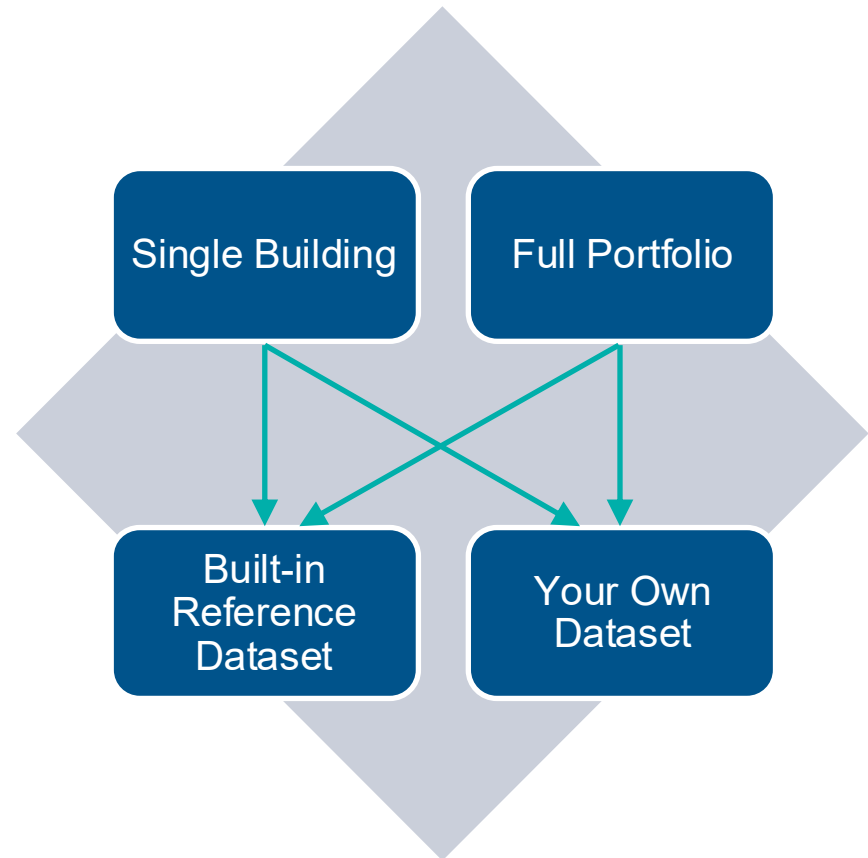 Single Building
Full Portfolio
Built-in
Reference
Dataset
Your Own
Dataset